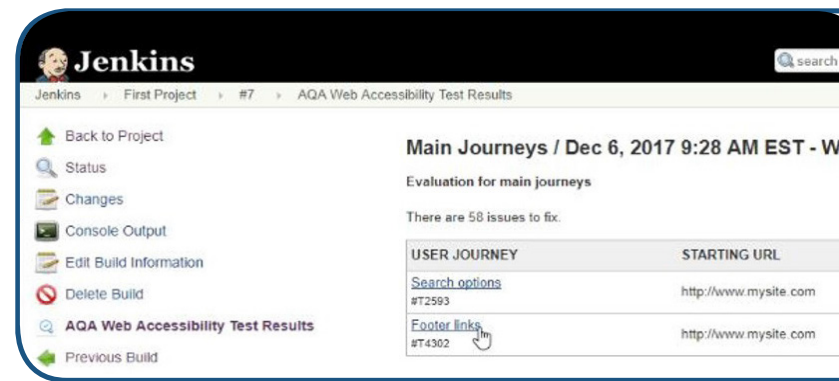 Jenkins
search
Jenkins First Project #7 AQA Web Accessibility Test Results
Back to Project
Status
Changes
Console Output
Edit Build Information
Delete Build
AQA Web Accessibility Test Results
Previous Build
Main Journeys / Dec 6, 2017 9:28 AM EST - W
Evaluation for main journeys
There are 58 issues to fix.
USER JOURNEY STARTING URL
Search options
#T2593 http://www.mysite.com
Footer links
#T4302 http://www.mysite.com